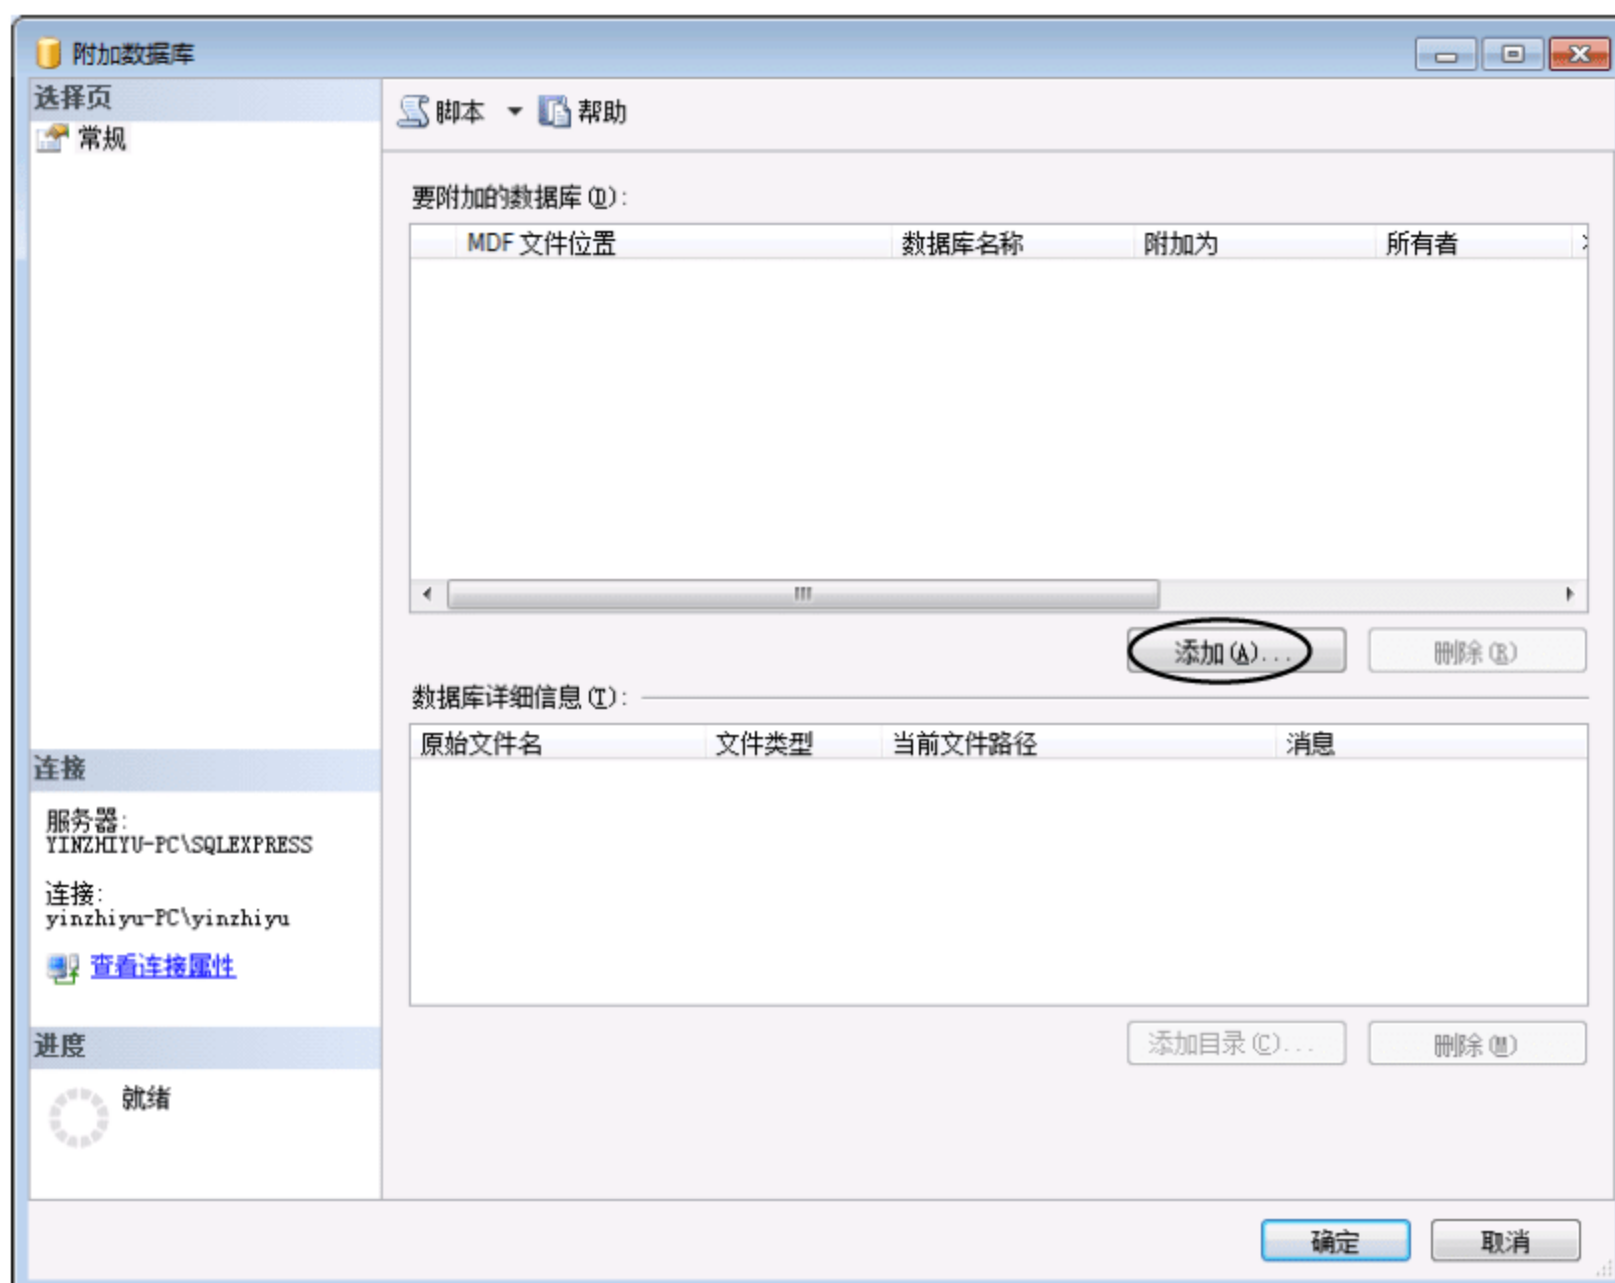 附加数据库
选择页
常规
脚本 帮助
要附加的数据库(D):
MDF 文件位置 数据库名称 附加为 所有者
添加(A)... 删除(R)
数据库详细信息(T):
原始文件名 文件类型 当前文件路径 消息
连接
服务器:
YINZHIYU-PC\SQLEXPRESS
连接:
yinzhiyu-PC\yinzhiyu
查看连接属性
进度
就绪
添加目录(C)... 删除(M)
确定 取消